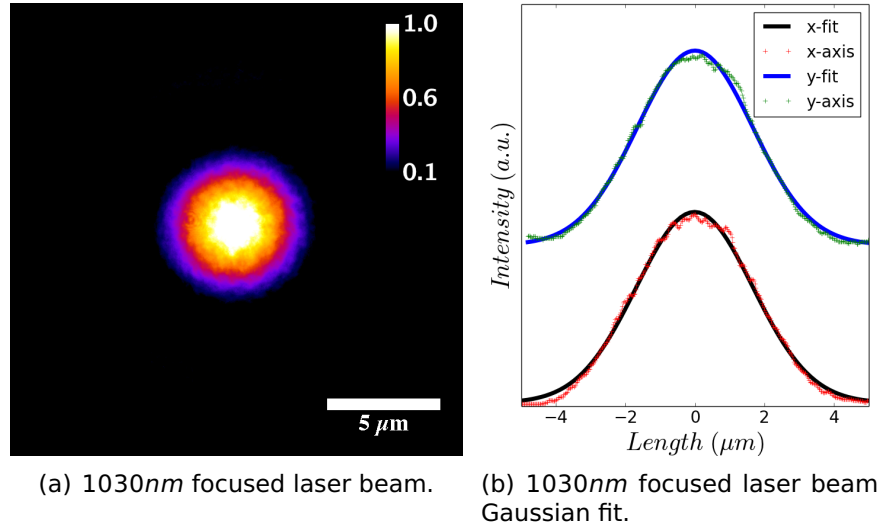 1.0
0.6
0.1
5 μm
x-fit
x-axis
y-fit
y-axis
Intensity (a.u.)
−4 −2 0 2 4
Length (μm)
(a) 1030nm focused laser beam.
(b) 1030nm focused laser beam
Gaussian fit.